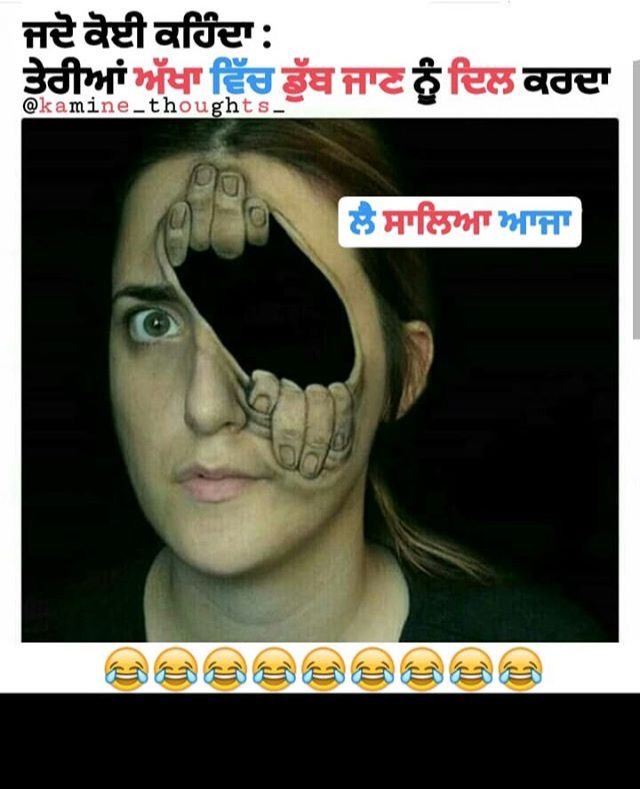 ਜਦੋ ਕੋਈ ਕਹਿੰਦਾ :
ਤੇਰੀਆਂ ਅੱਖਾ ਵਿੱਚ ਡੁੱਬ ਜਾਣ ਨੂੰ ਦਿਲ ਕਰਦਾ
@kamine_thoughts_
ਲੈ ਸਾਲਿਆ ਆਜਾ